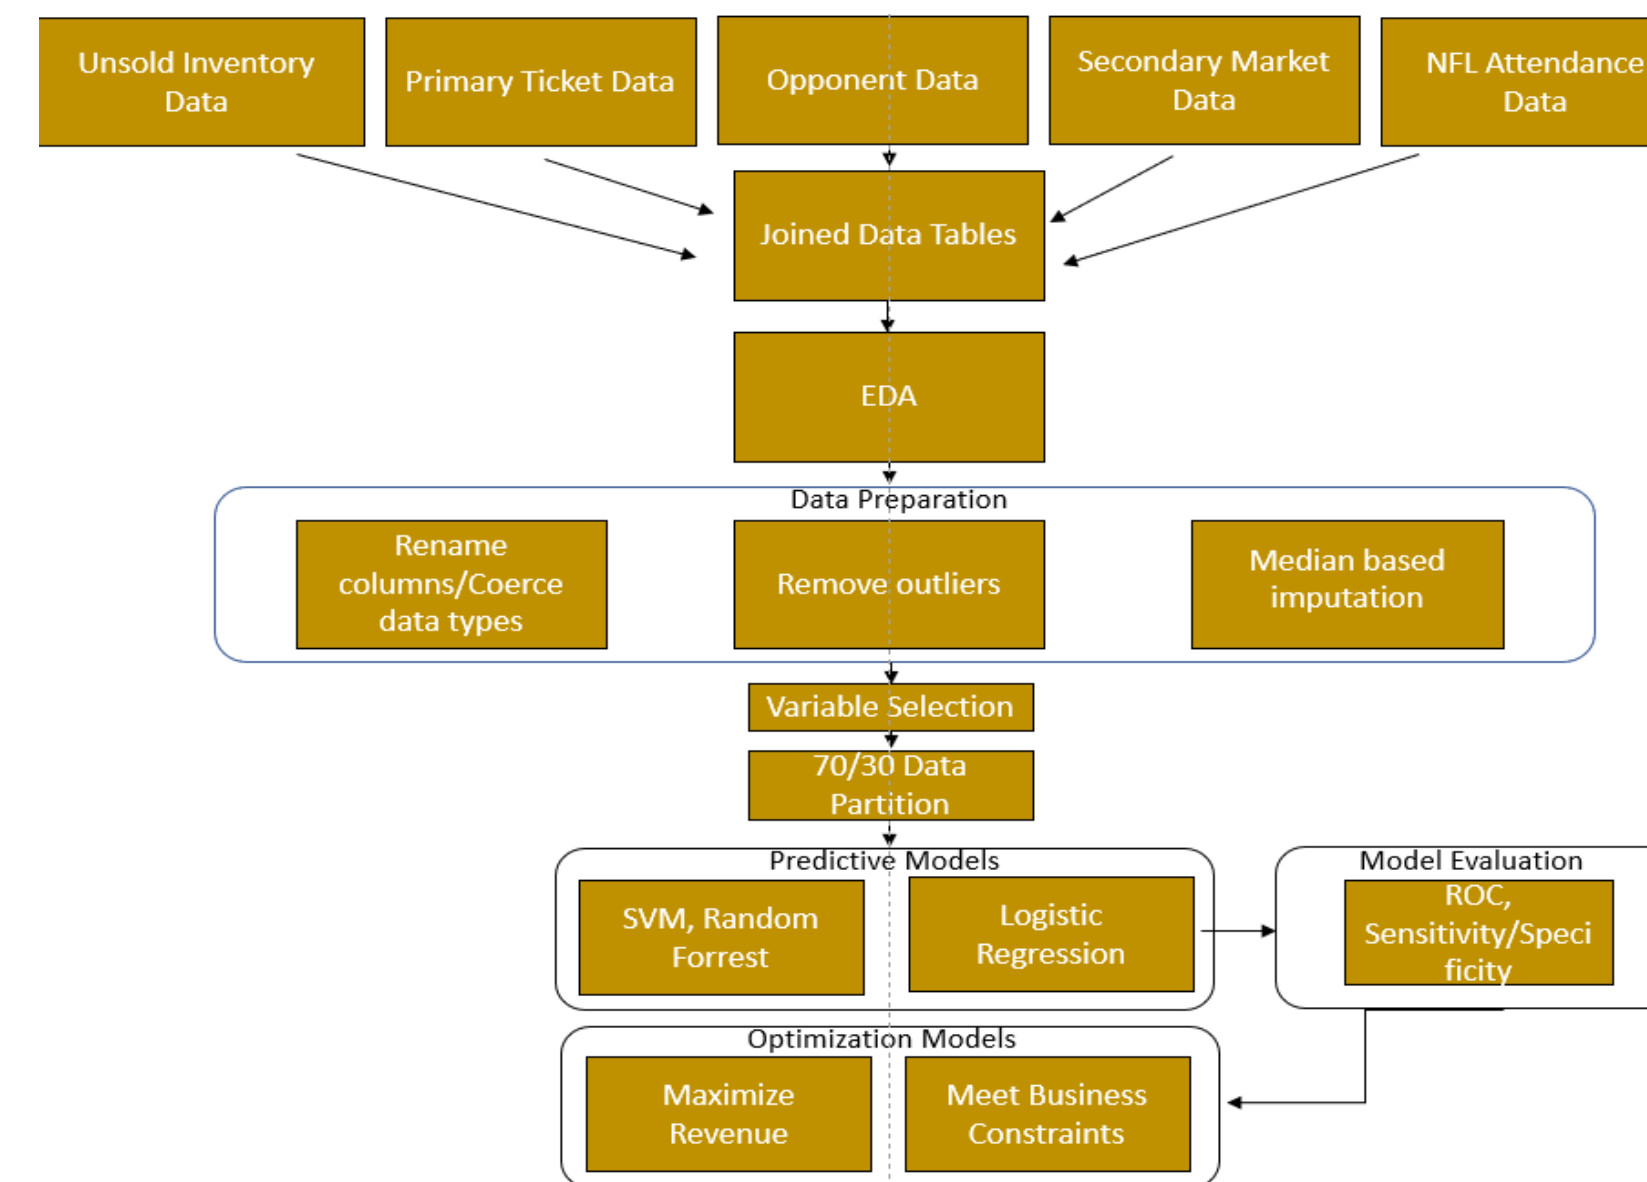 Unsold Inventory
Data
Primary Ticket Data
Opponent Data
Secondary Market
Data
NFL Attendance
Data
Joined Data Tables
EDA
Data Preparation
Rename
columns/Coerce
data types
Remove outliers
Median based
imputation
Variable Selection
70/30 Data
Partition
Predictive Models
SVM, Random
Forrest
Logistic
Regression
Model Evaluation
ROC,
Sensitivity/Speci
ficity
Optimization Models
Maximize
Revenue
Meet Business
Constraints